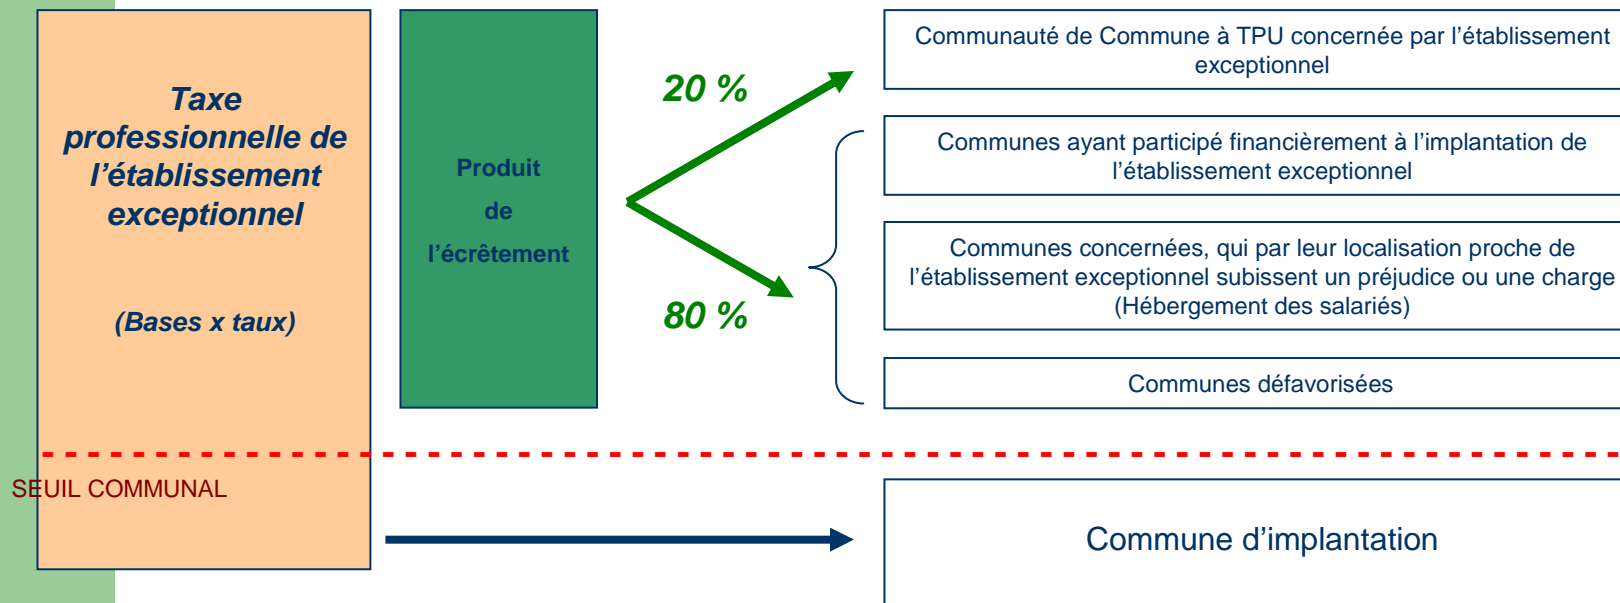 Taxe
professionnelle de
l’établissement
exceptionnel
(Bases x taux)
Produit
de
l’écrêtement
20 %
80 %
Communauté de Commune à TPU concernée par l’établissement
exceptionnel
Communes ayant participé financièrement à l’implantation de
l’établissement exceptionnel
Communes concernées, qui par leur localisation proche de
l’établissement exceptionnel subissent un préjudice ou une charge
(Hébergement des salariés)
Communes défavorisées
SEUIL COMMUNAL
Commune d’implantation